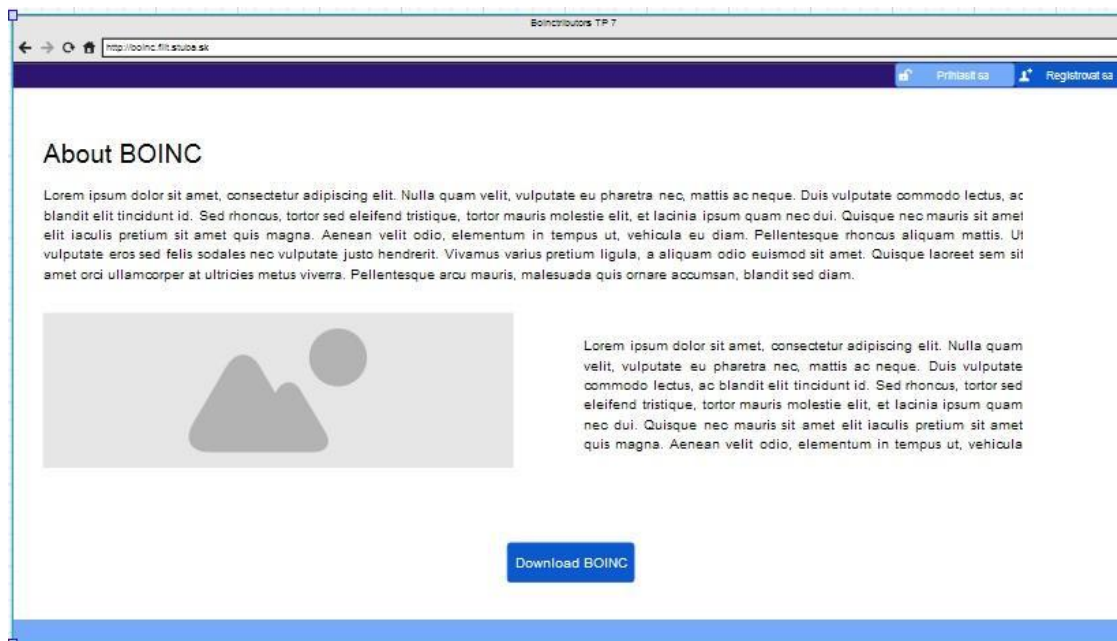 Boinctributors TP 7
http://boinc.fiit.stuba.sk
Prihlasit sa
Registrovat sa
About BOINC
Lorem ipsum dolor sit amet, consectetur adipiscing elit. Nulla quam velit, vulputate eu pharetra nec, mattis ac neque. Duis vulputate commodo lectus, ac
blandit elit tincidunt id. Sed rhoncus, tortor sed eleifend tristique, tortor mauris molestie elit, et lacinia ipsum quam nec dui. Quisque nec mauris sit amet
elit iaculis pretium sit amet quis magna. Aenean velit odio, elementum in tempus ut, vehicula eu diam. Pellentesque rhoncus aliquam mattis. Ut
vulputate eros sed felis sodales nec vulputate justo hendrerit. Vivamus varius pretium ligula, a aliquam odio euismod sit amet. Quisque laoreet sem sit
amet orci ullamcorper at ultricies metus viverra. Pellentesque arcu mauris, malesuada quis ornare accumsan, blandit sed diam.
Lorem ipsum dolor sit amet, consectetur adipiscing elit. Nulla quam
velit, vulputate eu pharetra nec, mattis ac neque. Duis vulputate
commodo lectus, ac blandit elit tincidunt id. Sed rhoncus, tortor sed
eleifend tristique, tortor mauris molestie elit, et lacinia ipsum quam
nec dui. Quisque nec mauris sit amet elit iaculis pretium sit amet
quis magna. Aenean velit odio, elementum in tempus ut, vehicula
Download BOINC